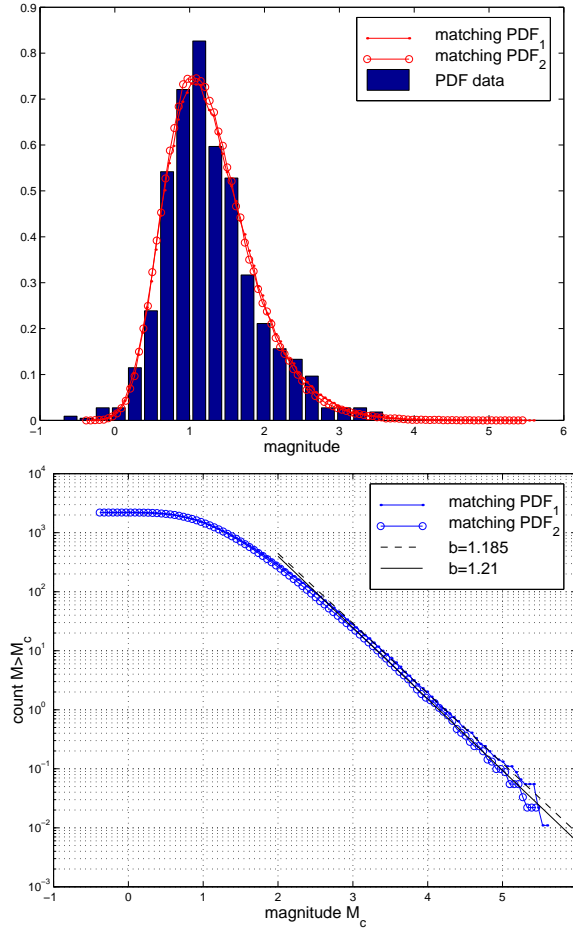 0.9
0.8
0.7
0.6
0.5
0.4
0.3
0.2
0.1
0
−1 0 1 2 3 4 5 6
magnitude
matching PDF1
matching PDF2
PDF data
10^4
10^3
10^2
10^1
10^0
10^−1
10^−2
10^−3
−1 0 1 2 3 4 5
count M>Mc
magnitude Mc
matching PDF1
matching PDF2
b=1.185
b=1.21